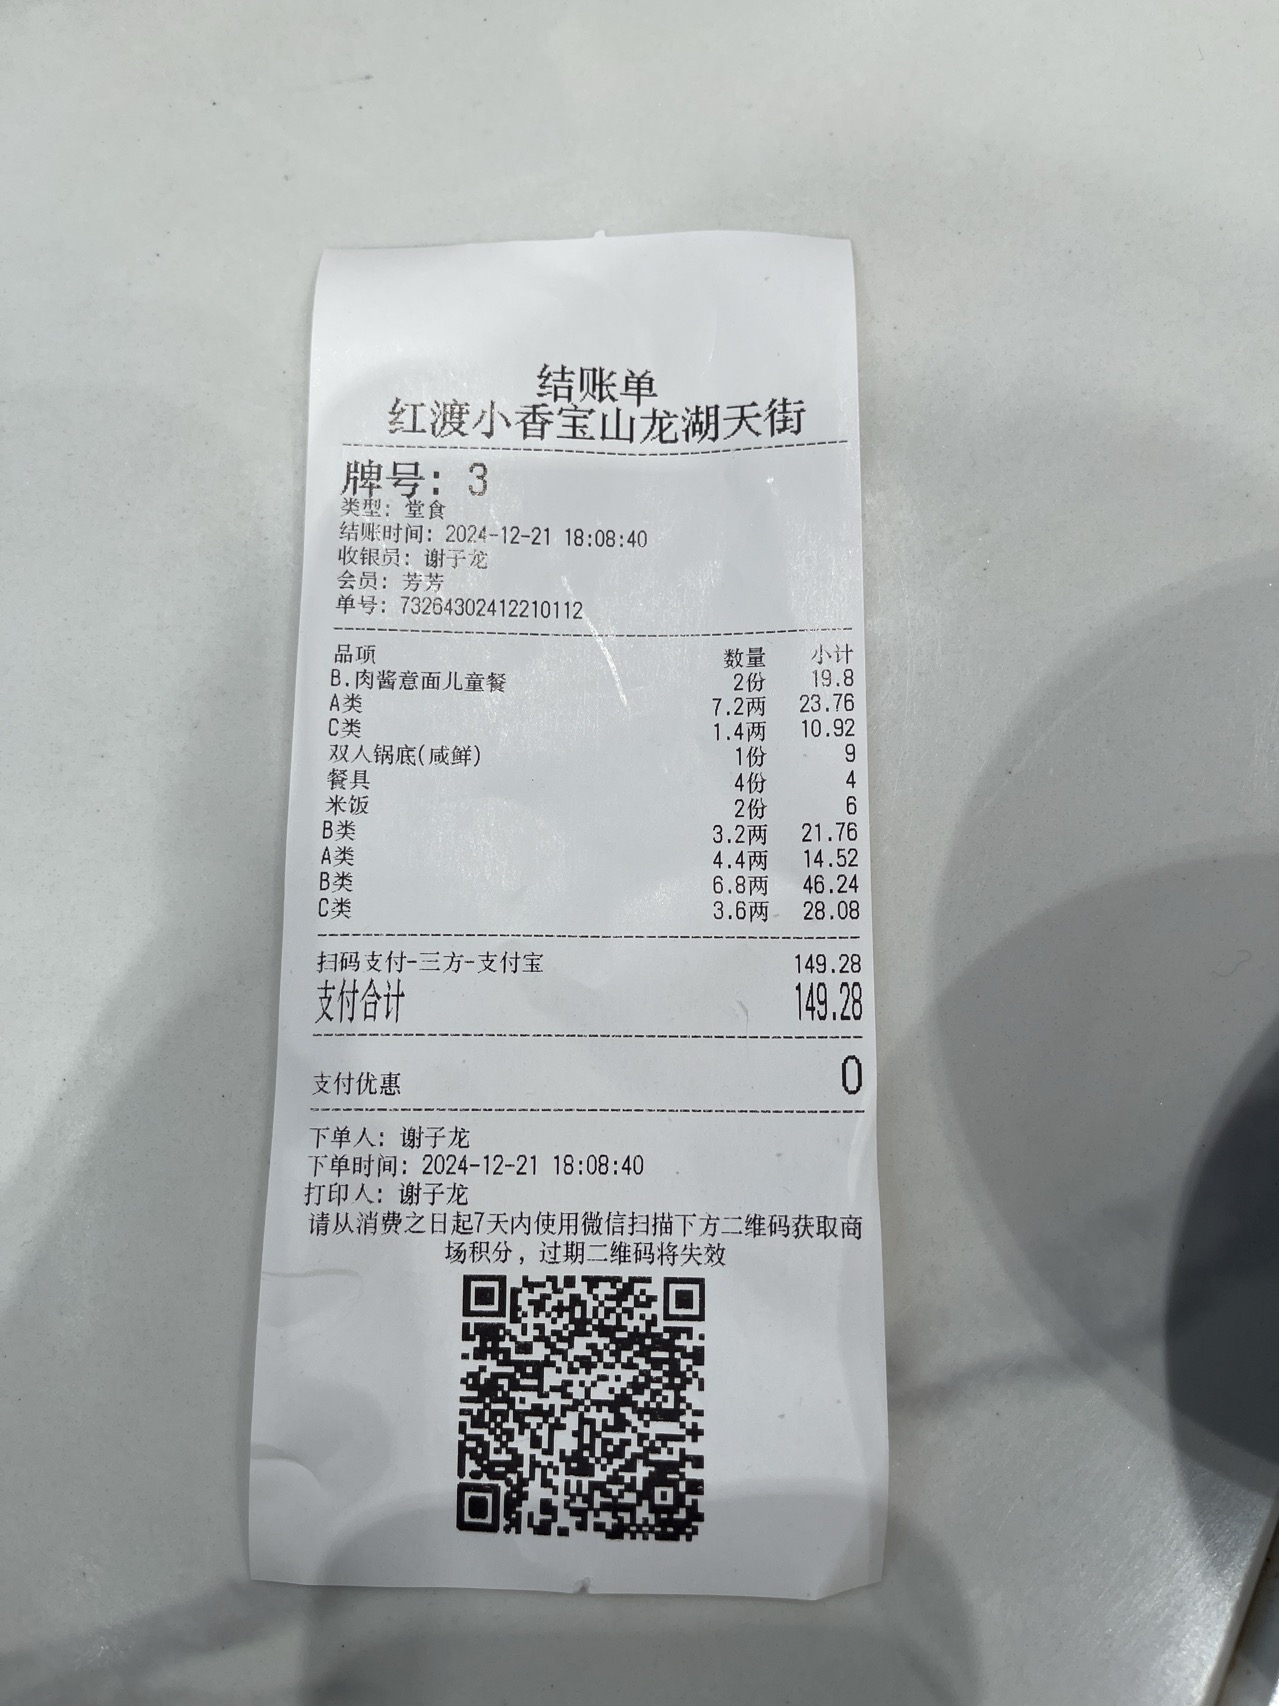 结账单
红渡小香宝山龙湖天街
牌号: 3
类型: 堂食
结账时间: 2024-12-21 18:08:40
收银员: 谢子龙
会员: 芳芳
单号: 73264302412210112
品项 数量 小计
B.肉酱意面儿童餐 2份 19.8
A类 7.2两 23.76
C类 1.4两 10.92
双人锅底(咸鲜) 1份 9
餐具 4份 4
米饭 2份 6
B类 3.2两 21.76
A类 4.4两 14.52
B类 6.8两 46.24
C类 3.6两 28.08
扫码支付-三方-支付宝 149.28
支付合计 149.28
支付优惠 0
下单人: 谢子龙
下单时间: 2024-12-21 18:08:40
打印人: 谢子龙
请从消费之日起7天内使用微信扫描下方二维码获取商
场积分, 过期二维码将失效